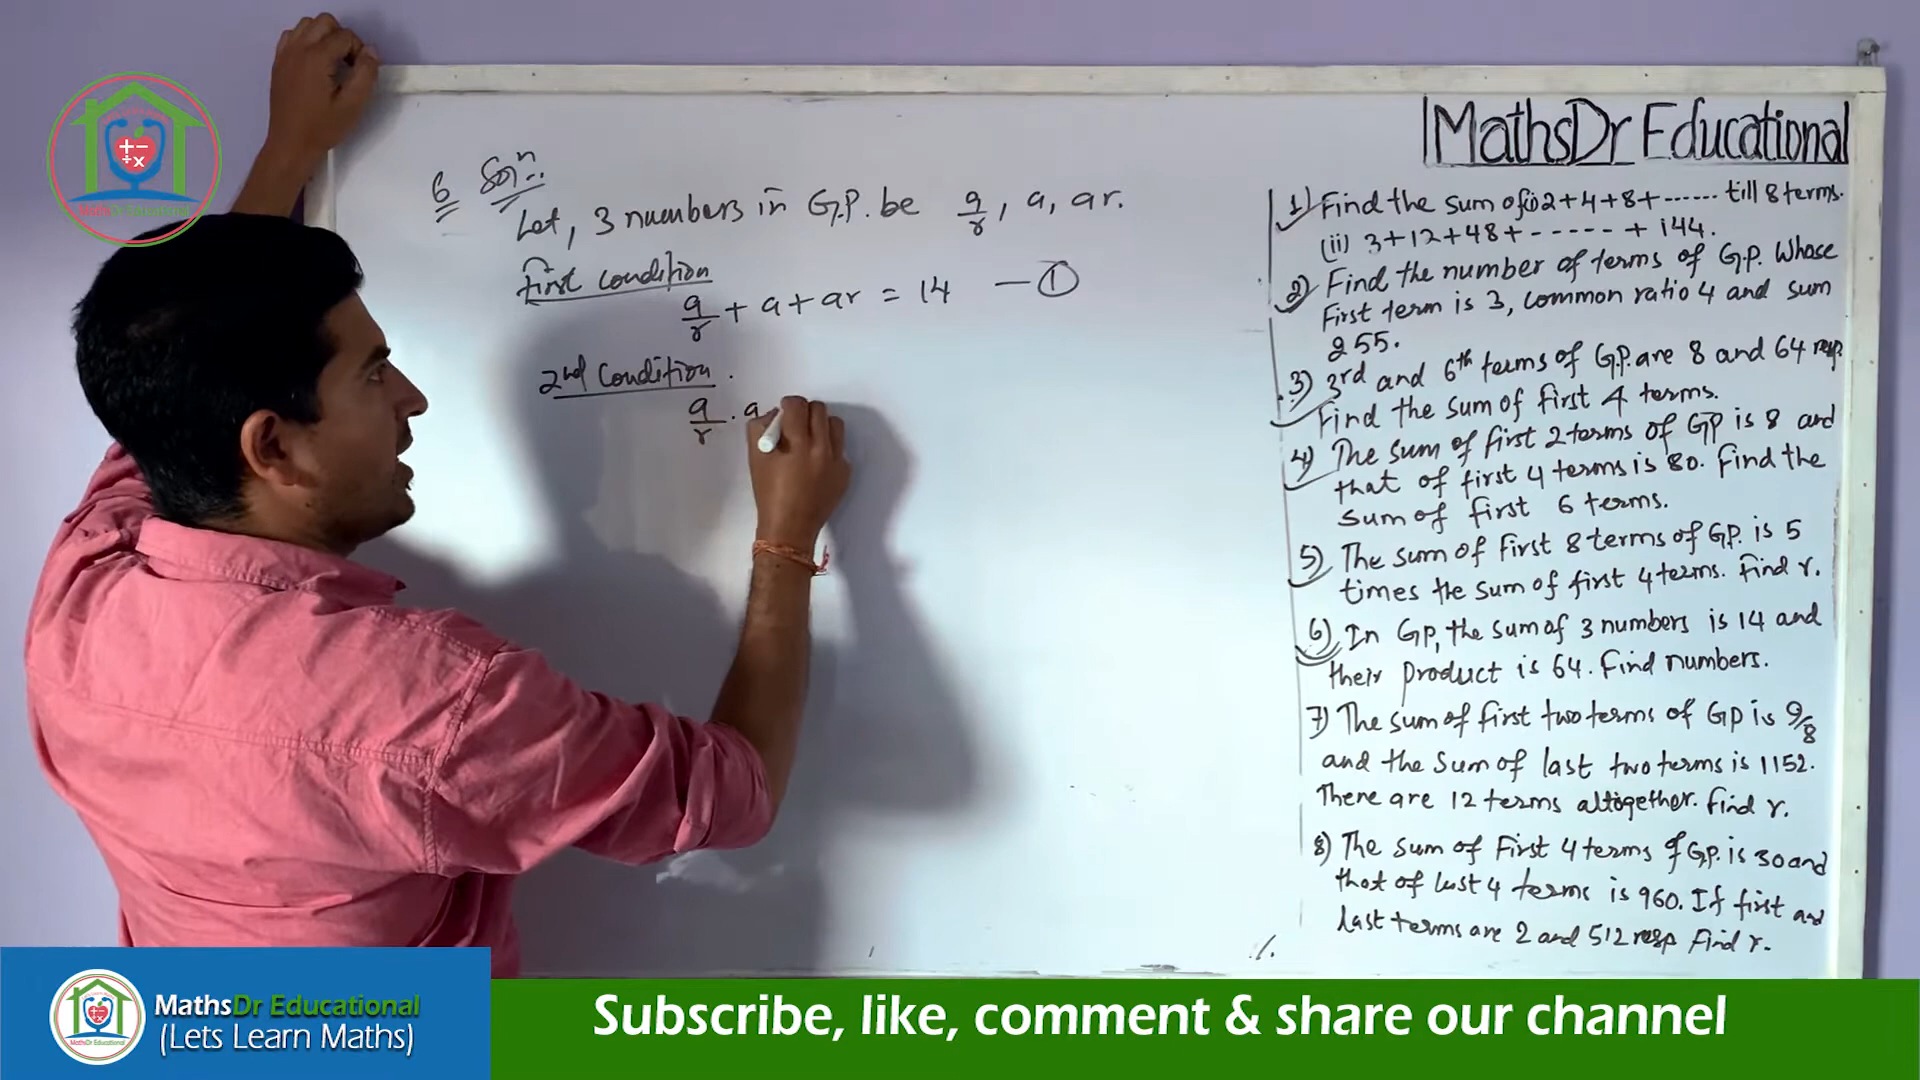 MathsDr Educational
6 Solⁿ:
Let, 3 numbers in G.P. be a/r, a, ar.
First condition
a/r + a + ar = 14 — ①
2nd Condition.
a/r . a
1) Find the sum of (i) 2+4+8+------ till 8 terms.
(ii) 3+12+48+ - - - - - + 144.
2) Find the number of terms of G.P. whose
First term is 3, common ratio 4 and sum
255.
3) 3rd and 6th terms of G.P. are 8 and 64 resp.
Find the sum of first 4 terms.
4) The sum of first 2 terms of GP is 8 and
that of first 4 terms is 80. Find the
sum of first 6 terms.
5) The sum of First 8 terms of G.P. is 5
times the sum of first 4 terms. Find r.
6) In GP, the sum of 3 numbers is 14 and
their product is 64. Find numbers.
7) The sum of first two terms of GP is 9/8
and the Sum of last two terms is 1152.
There are 12 terms altogether. Find r.
8) The sum of First 4 terms of G.P. is 30 and
that of last 4 terms is 960. If first and
last terms are 2 and 512 resp Find r.
MathsDr Educational
MathsDr Educational
(Lets Learn Maths)
Subscribe, like, comment & share our channel